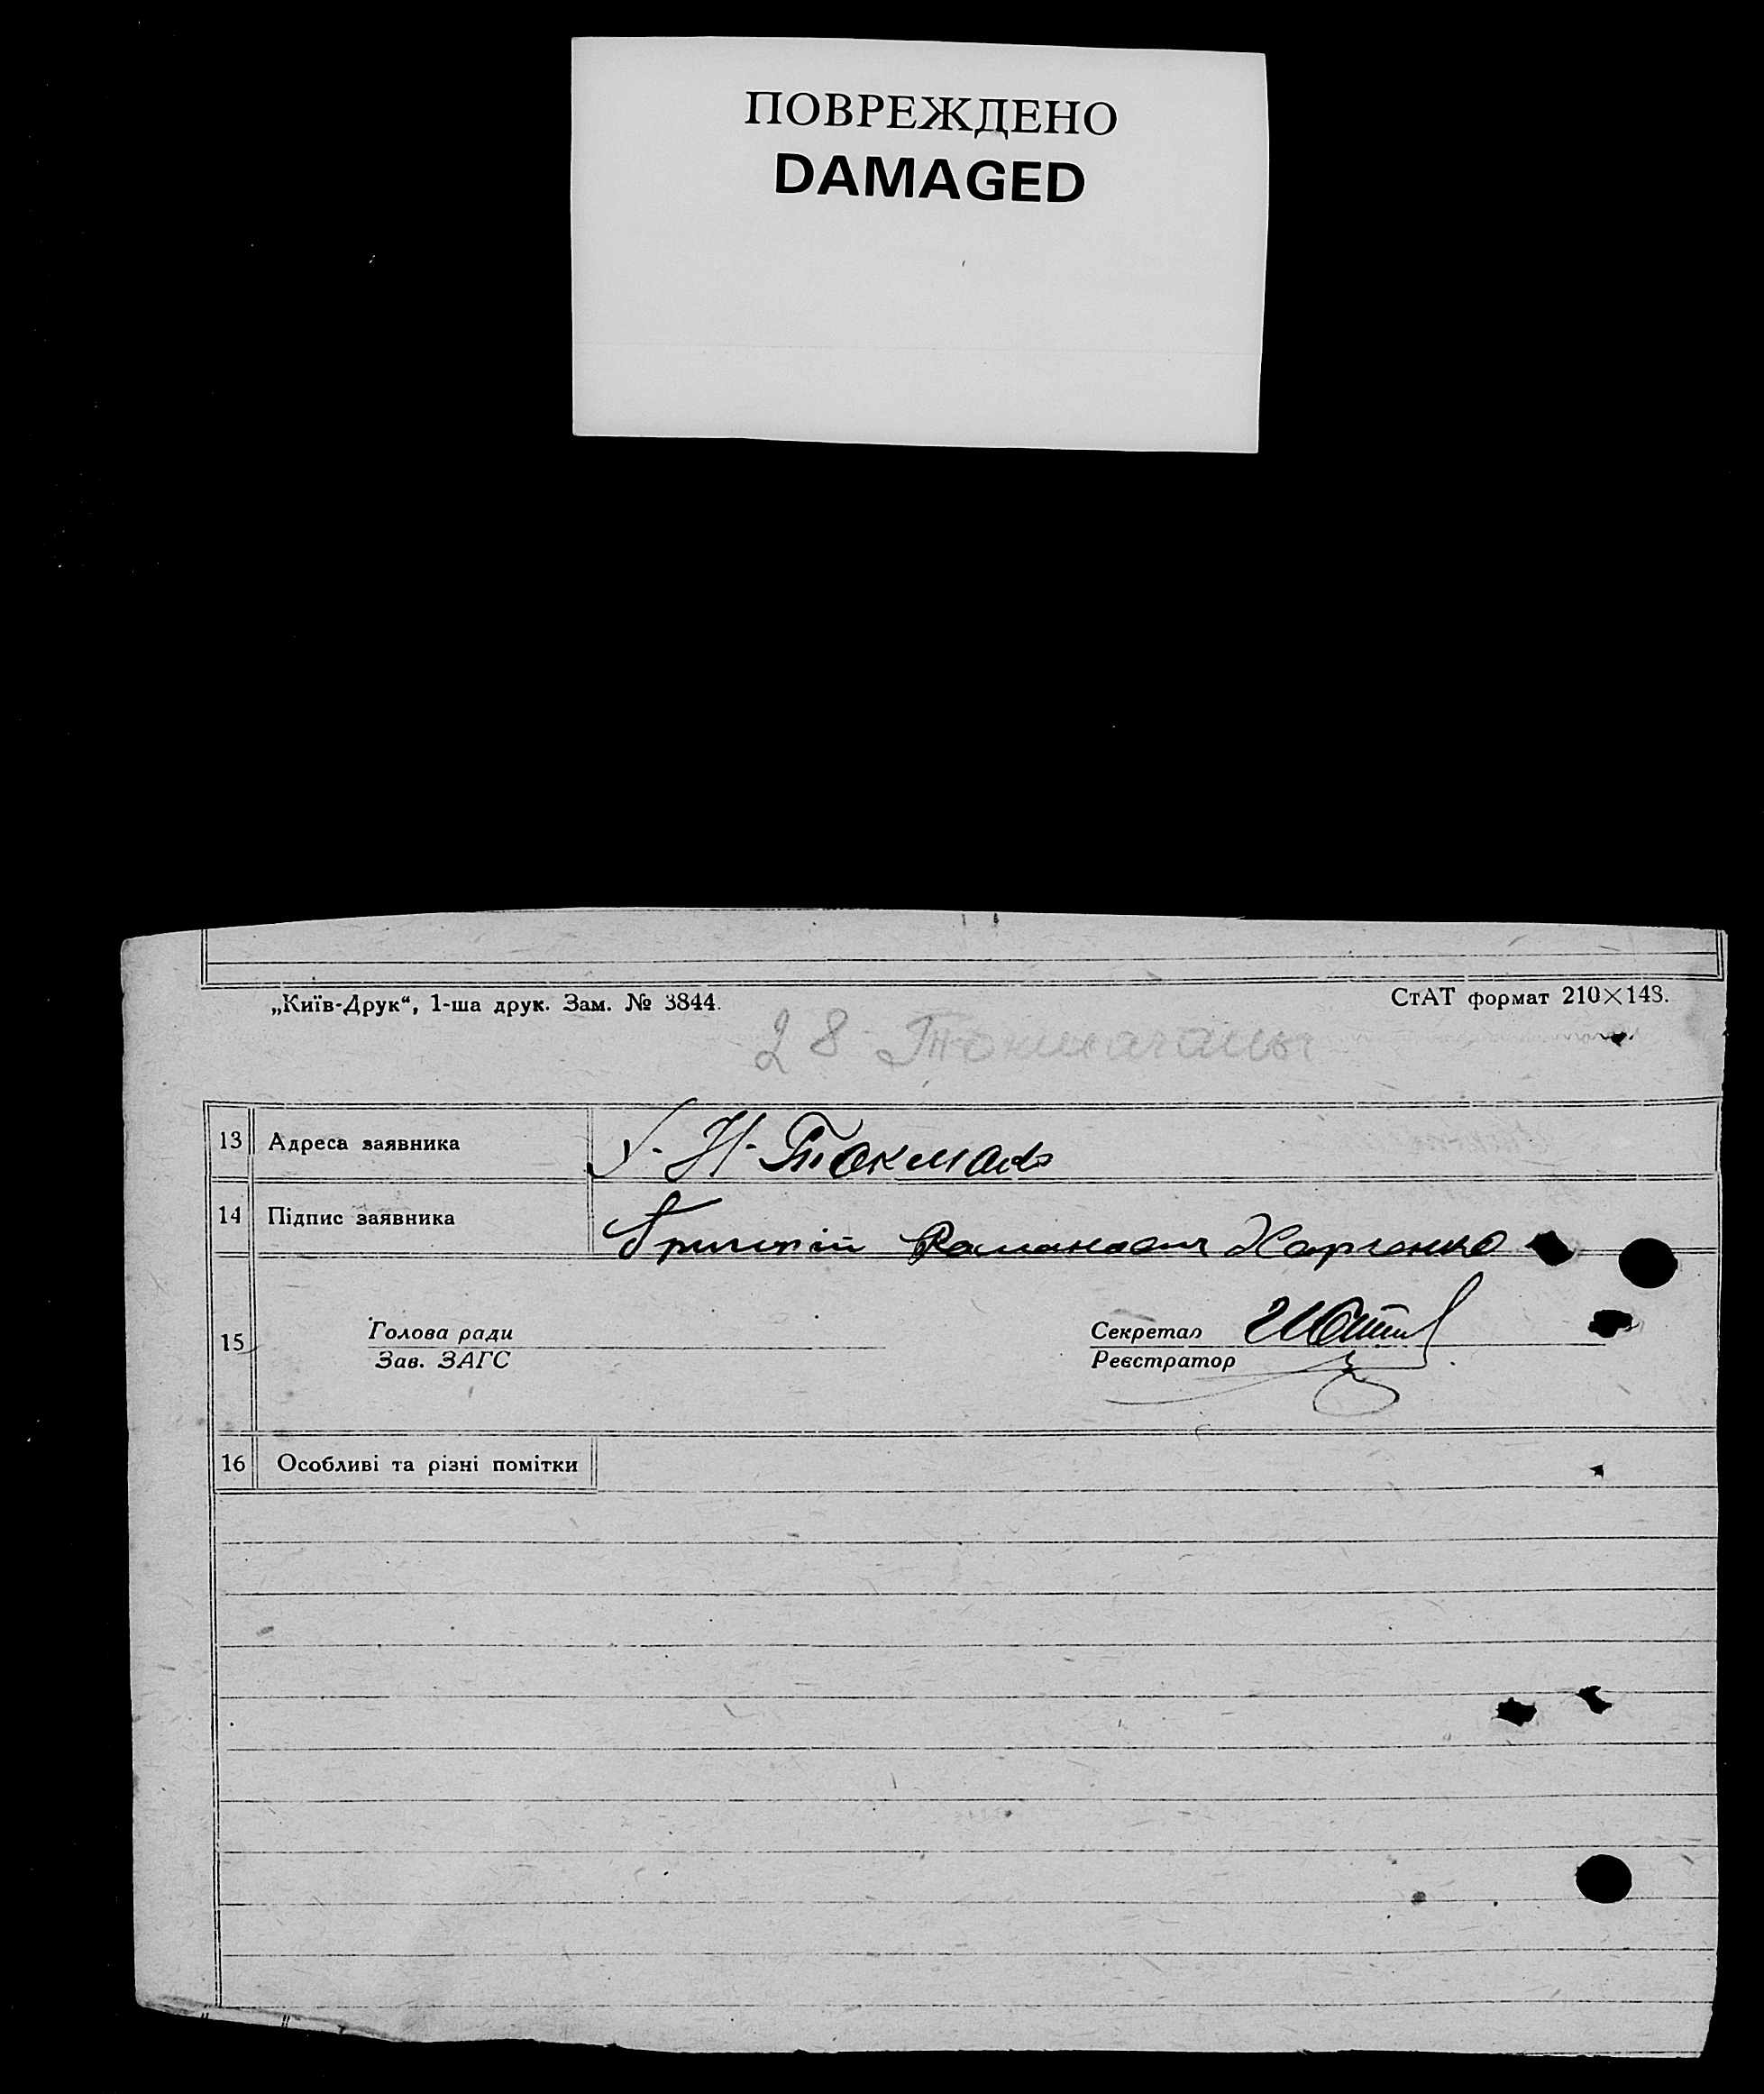 ПОВРЕЖДЕНО
DAMAGED
„Київ-Друк“, 1-ша друк. Зам. № 3844.
СтАТ формат 210×148.
28
13 Адреса заявника Н-Токмак
14 Підпис заявника Григорій Романович Харченко
15 Голова ради
Зав. ЗАГС
Секретар
Реєстратор
16 Особливі та різні помітки